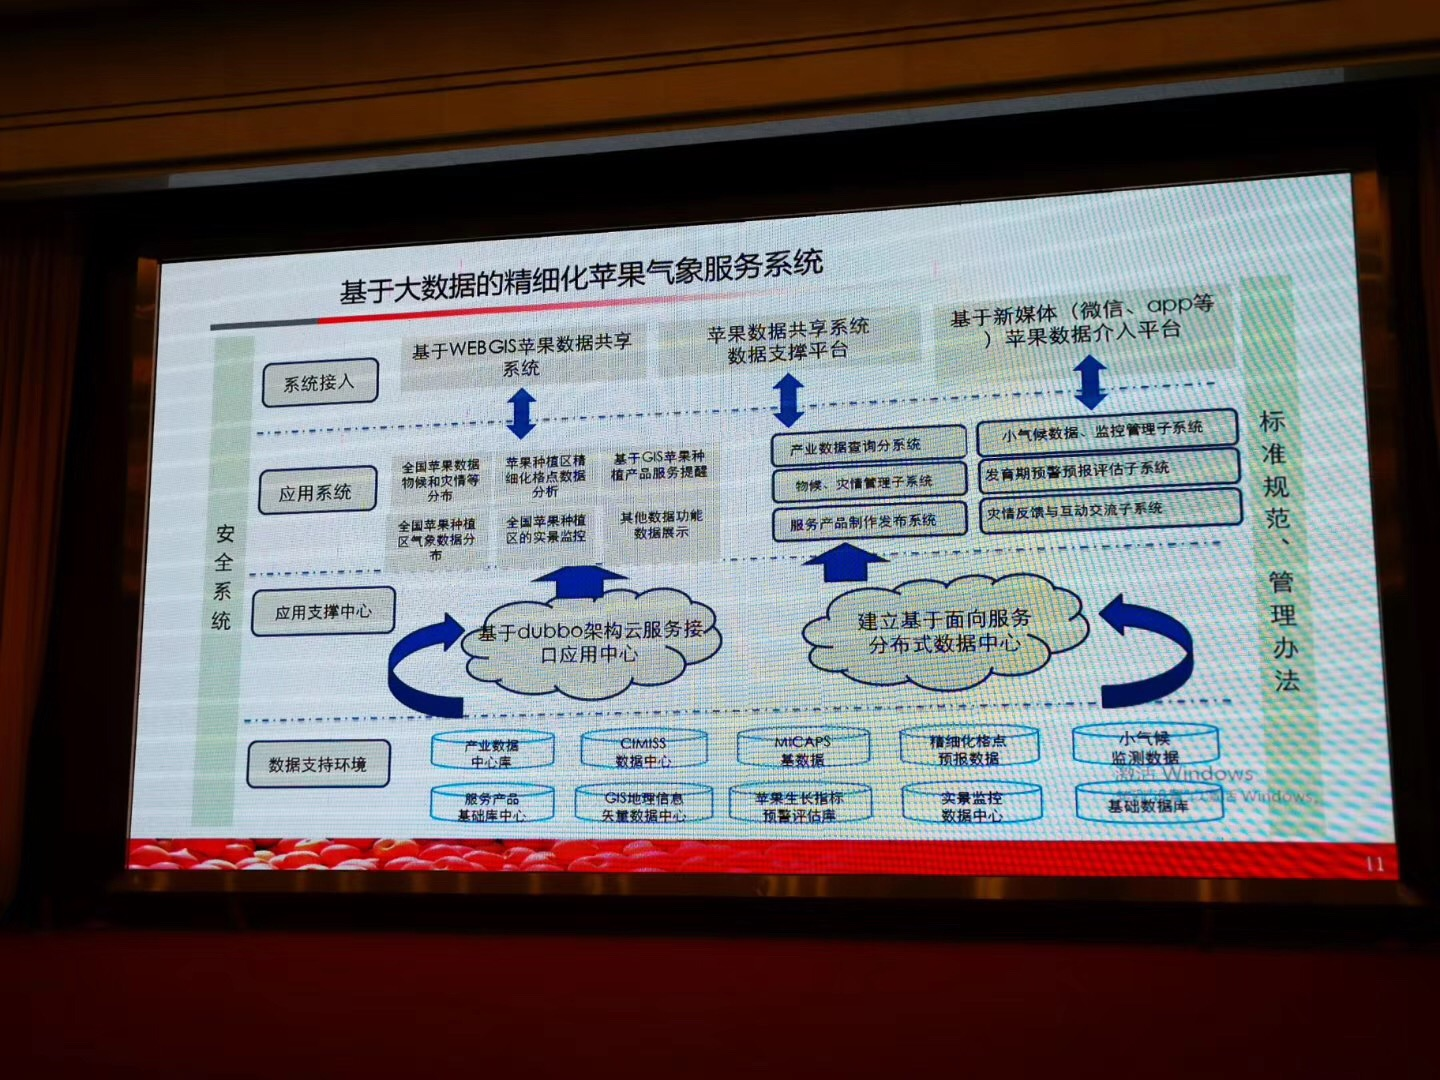 基于大数据的精细化苹果气象服务系统
系统接入
基于WEBGIS苹果数据共享
系统
苹果数据共享系统
数据支撑平台
基于新媒体（微信、app等
）苹果数据介入平台
应用系统
全国苹果数据
物候和灾情等
分布
苹果种植区精
细化格点数据
分析
基于GIS苹果种
植产品服务提醒
全国苹果种植
区气象数据分
布
全国苹果种植
区的实景监控
其他数据功能
数据展示
产业数据查询分系统
物候、灾情管理子系统
服务产品制作发布系统
小气候数据、监控管理子系统
发育期预警预报评估子系统
灾情反馈与互动交流子系统
应用支撑中心
基于dubbo架构云服务接
口应用中心
建立基于面向服务
分布式数据中心
数据支持环境
产业数据
中心库
CIMISS
数据中心
MICAPS
基数据
精细化格点
预报数据
小气候
监测数据
服务产品
基础库中心
GIS地理信息
矢量数据中心
苹果生长指标
预警评估库
实景监控
数据中心
基础数据库
安全系统
标准规范、管理办法
激活 Windows
Windows。
11